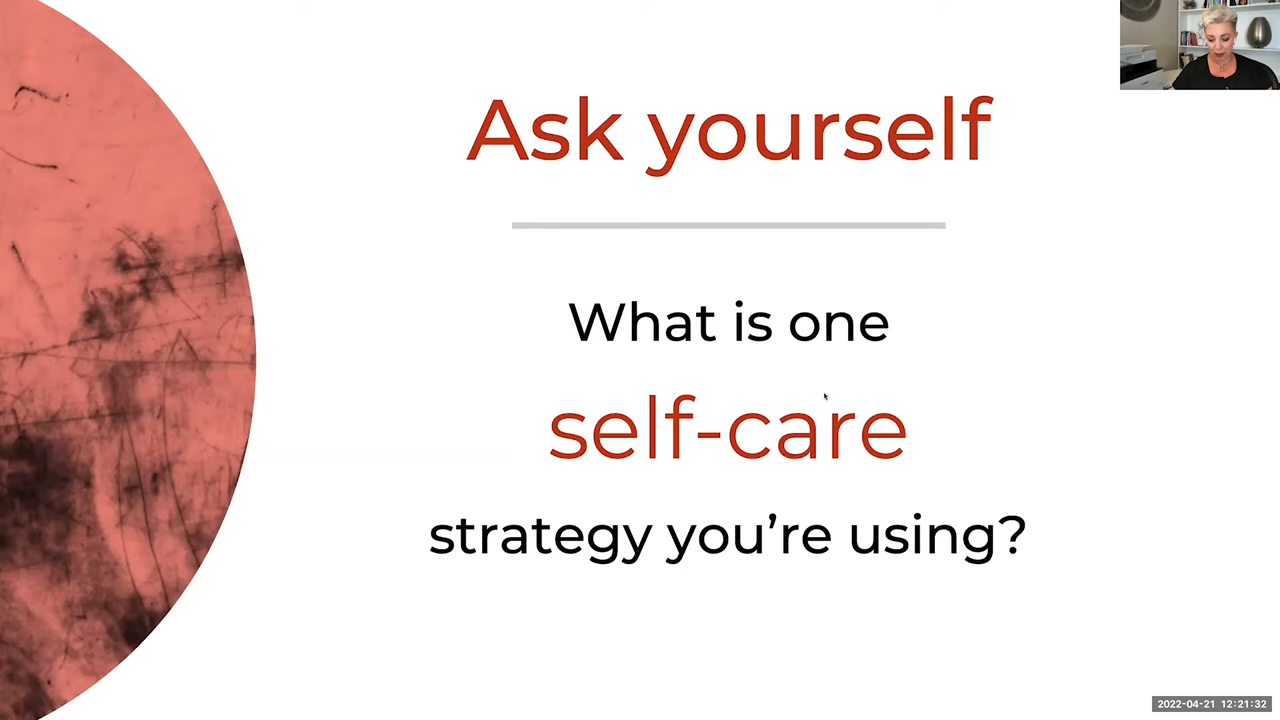 Ask yourself
What is one
self-care
strategy you’re using?
2022-04-21 12:21:32